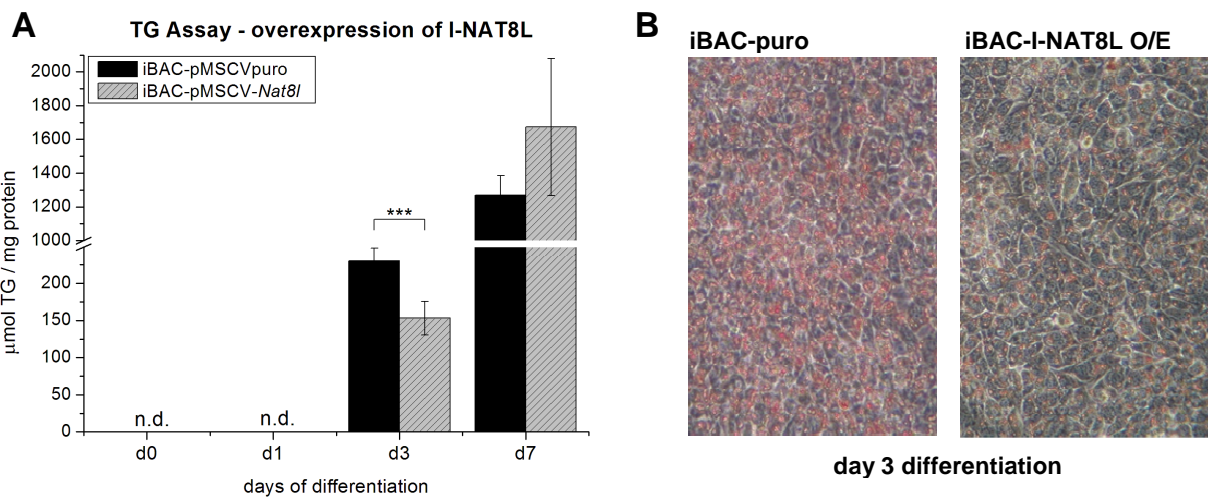 A
TG Assay - overexpression of l-NAT8L
iBAC-pMSCVpuro
iBAC-pMSCV-Nat8l
μmol TG / mg protein
2000
1800
1600
1400
1200
1000
200
150
100
50
0
***
n.d.
n.d.
d0
d1
d3
d7
days of differentiation
B
iBAC-puro
iBAC-l-NAT8L O/E
day 3 differentiation